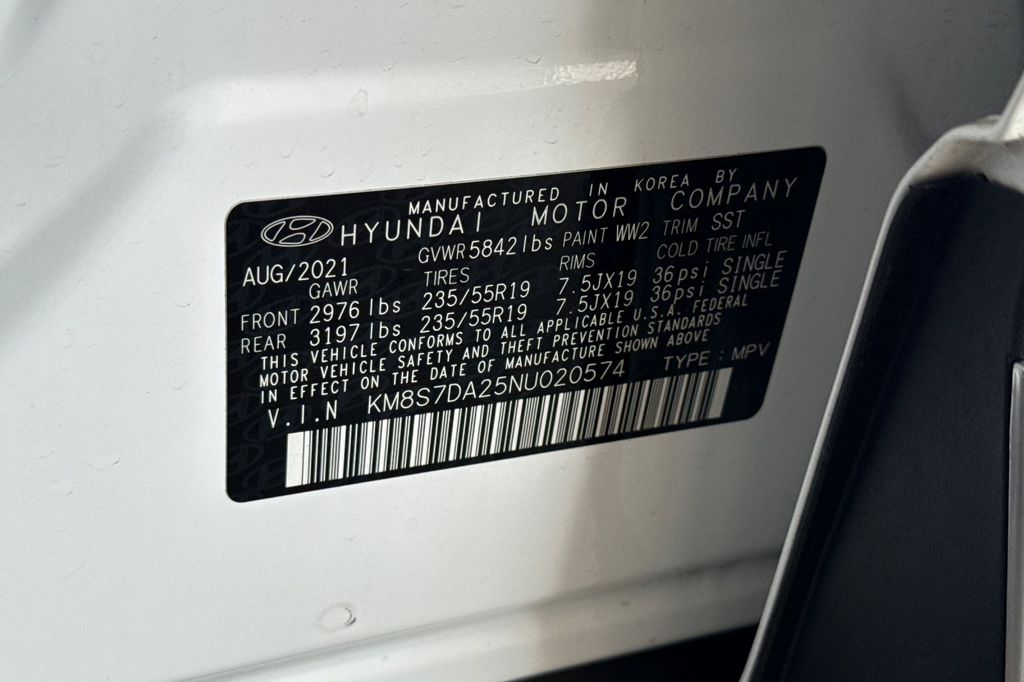 MANUFACTURED IN KOREA BY
HYUNDAI MOTOR COMPANY
AUG/2021 GVWR 5842lbs PAINT WW2 TRIM SST
GAWR TIRES RIMS COLD TIRE INFL
FRONT 2976 lbs 235/55R19 7.5JX19 36psi SINGLE
REAR 3197 lbs 235/55R19 7.5JX19 36psi SINGLE
THIS VEHICLE CONFORMS TO ALL APPLICABLE U.S.A. FEDERAL
MOTOR VEHICLE SAFETY AND THEFT PREVENTION STANDARDS
IN EFFECT ON THE DATE OF MANUFACTURE SHOWN ABOVE
V.I.N KM8S7DA25NU020574 TYPE : MPV